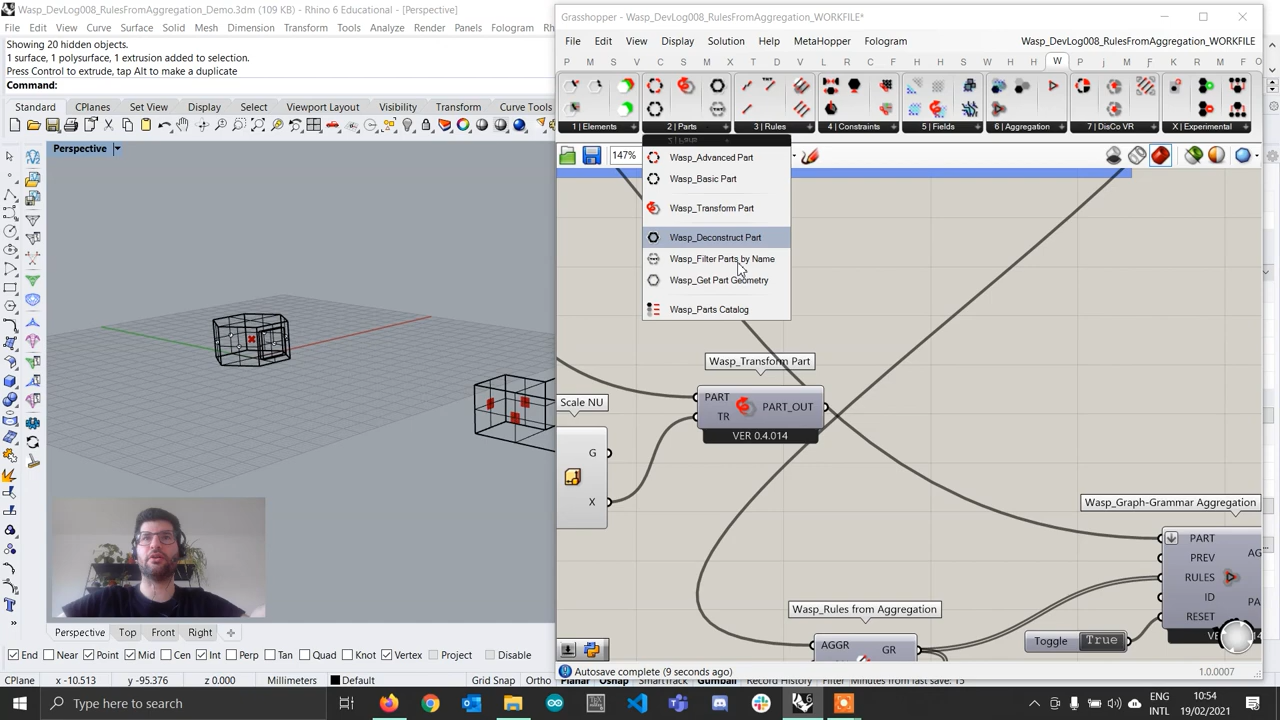 Wasp_DevLog008_RulesFromAggregation_Demo.3dm (109 KB) - Rhino 6 Educational - [Perspective]
File Edit View Curve Surface Solid Mesh Dimension Transform Tools Analyze Render Panels Fologram
Showing 20 hidden objects.
1 surface, 1 polysurface, 1 extrusion added to selection.
Press Control to extrude, tap Alt to make a duplicate
Command:
Standard CPlanes Set View Display Select Viewport Layout Visibility Transform Curve Tools
Perspective
Perspective Top Front Right
End Near Point Mid Cen Int Perp Tan Quad Knot Vertex Project Disable
CPlane x -10.513 y -95.376 z 0.000 Millimeters Default Grid Snap Ortho Planar Osnap Gumball Record History Filter Minutes from last save: 15
Grasshopper - Wasp_DevLog008_RulesFromAggregation_WORKFILE*
File Edit View Display Solution Help MetaHopper Fologram Wasp_DevLog008_RulesFromAggregation_WORKFILE
P M S V C S M X S T D V L R C F H H S A W P j M F K F
1 | Elements 2 | Parts 3 | Rules 4 | Constraints 5 | Fields 6 | Aggregation 7 | DisCo VR X | Experimental
147%
2 | Parts
Wasp_Advanced Part
Wasp_Basic Part
Wasp_Transform Part
Wasp_Deconstruct Part
Wasp_Filter Parts by Name
Wasp_Get Part Geometry
Wasp_Parts Catalog
Wasp_Transform Part
PART
TR
PART_OUT
VER 0.4.014
Scale NU
G
X
Wasp_Graph-Grammar Aggregation
PART
PREV
RULES
ID
RESET
Wasp_Rules from Aggregation
AGGR
GR
Toggle True
Autosave complete (9 seconds ago)
1.0.0007
Type here to search
ENG
INTL
10:54
19/02/2021